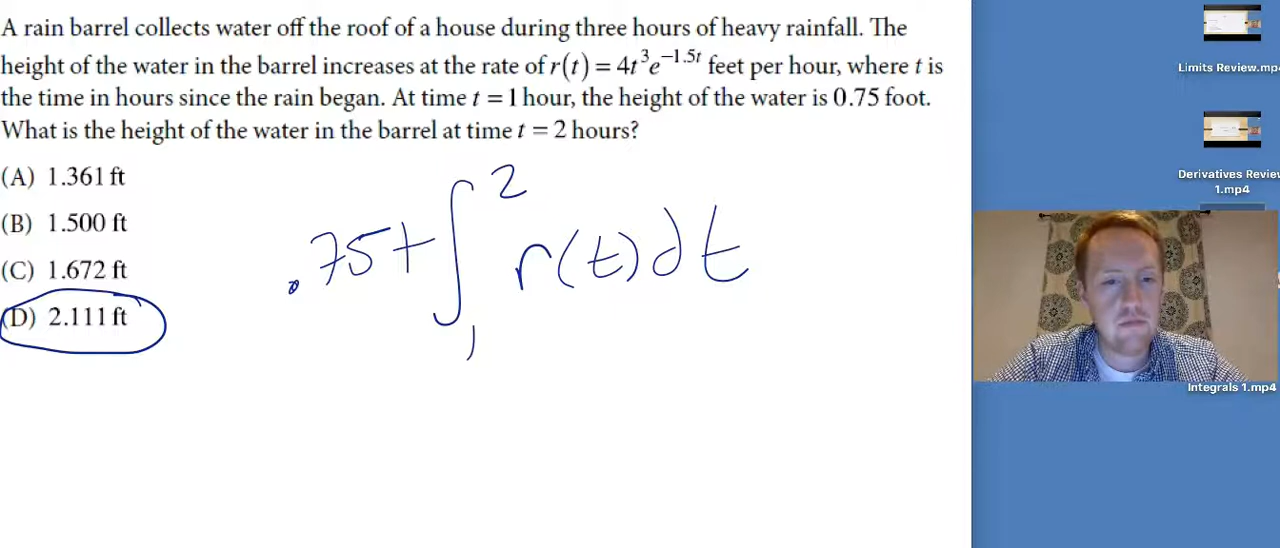 A rain barrel collects water off the roof of a house during three hours of heavy rainfall. The
height of the water in the barrel increases at the rate of r(t) = 4t³e⁻¹·⁵ᵗ feet per hour, where t is
the time in hours since the rain began. At time t = 1 hour, the height of the water is 0.75 foot.
What is the height of the water in the barrel at time t = 2 hours?
(A) 1.361 ft
(B) 1.500 ft
(C) 1.672 ft
(D) 2.111 ft
.75 + ∫₁² r(t) dt
Limits Review.mp
Derivatives Revie
1.mp4
Integrals 1.mp4